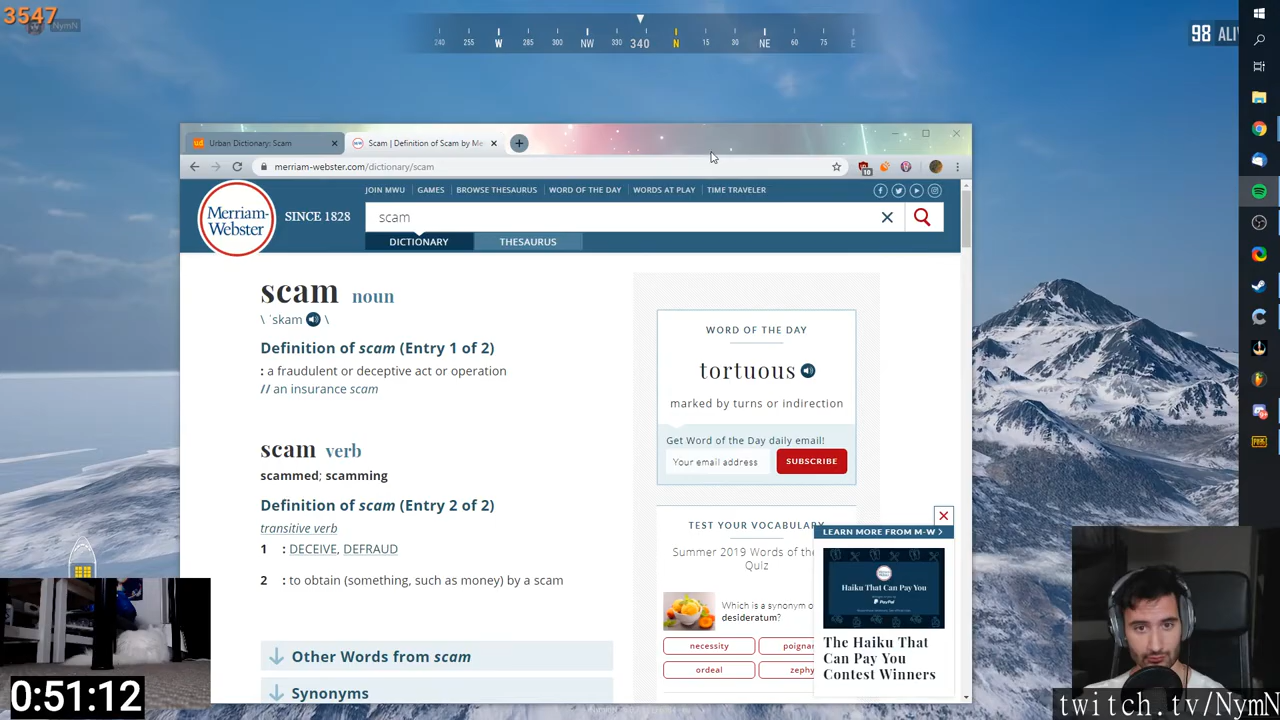 3547
NymN
240 255 W 285 300 NW 330 340 N 15 30 NE 60 75 E
98 ALI
Urban Dictionary: Scam
Scam | Definition of Scam by Me
merriam-webster.com/dictionary/scam
10
JOIN MWU GAMES BROWSE THESAURUS WORD OF THE DAY WORDS AT PLAY TIME TRAVELER
Merriam-
Webster
SINCE 1828
scam
DICTIONARY THESAURUS
scam noun
\ ˈskam \
Definition of scam (Entry 1 of 2)
: a fraudulent or deceptive act or operation
// an insurance scam
scam verb
scammed; scamming
Definition of scam (Entry 2 of 2)
transitive verb
1 : DECEIVE, DEFRAUD
2 : to obtain (something, such as money) by a scam
Other Words from scam
Synonyms
WORD OF THE DAY
tortuous
marked by turns or indirection
Get Word of the Day daily email!
Your email address SUBSCRIBE
TEST YOUR VOCABULARY
Summer 2019 Words of the
Quiz
Which is a synonym o
desideratum?
necessity poignan
ordeal zephy
LEARN MORE FROM M-W >
Haiku That Can Pay You
PayPal
The Haiku That
Can Pay You
Contest Winners
0:51:12
twitch.tv/NymN